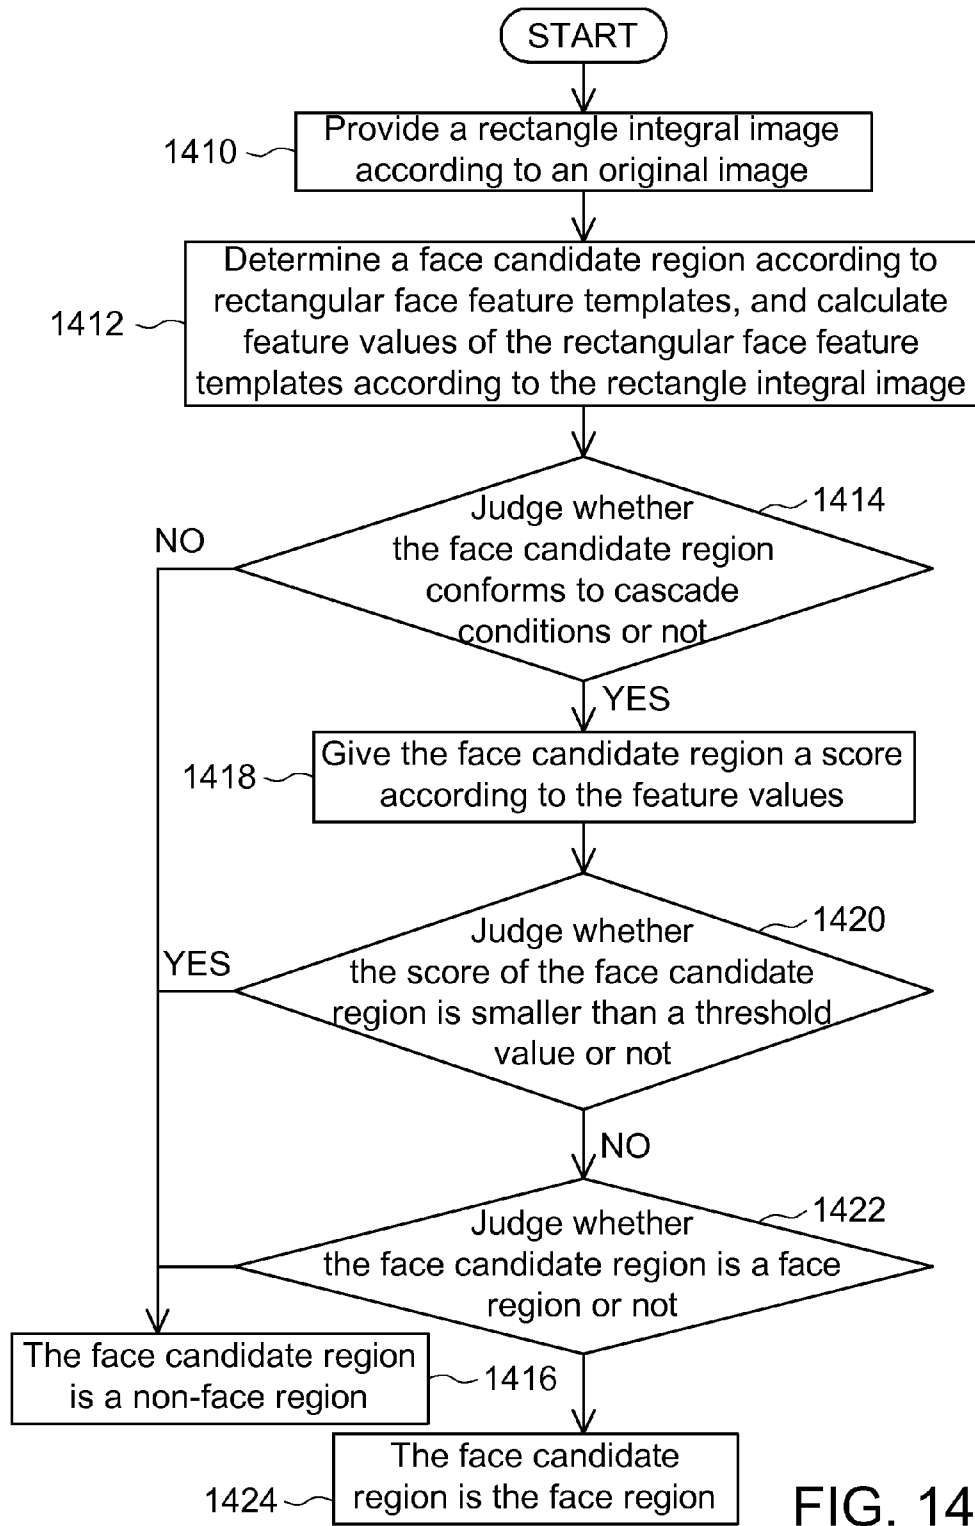 START
1410
Provide a rectangle integral image
according to an original image
1412
Determine a face candidate region according to
rectangular face feature templates, and calculate
feature values of the rectangular face feature
templates according to the rectangle integral image
1414
Judge whether
the face candidate region
conforms to cascade
conditions or not
NO
YES
1418
Give the face candidate region a score
according to the feature values
1420
Judge whether
the score of the face candidate
region is smaller than a threshold
value or not
YES
NO
1422
Judge whether
the face candidate region is a face
region or not
The face candidate region
is a non-face region
1416
The face candidate
region is the face region
1424
FIG. 14